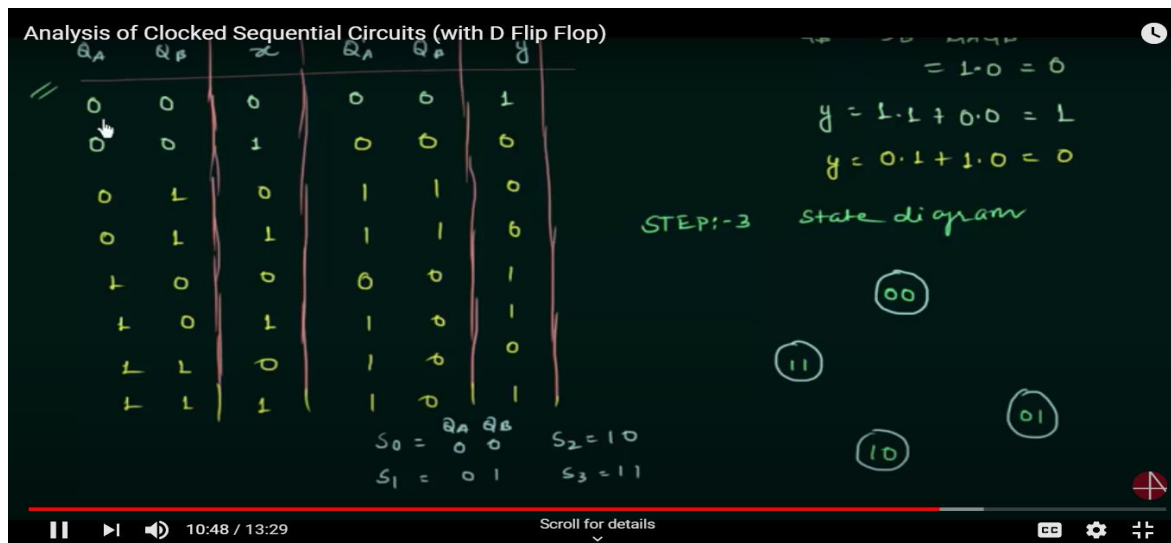 Analysis of Clocked Sequential Circuits (with D Flip Flop)
QA QB x QA QB y
0 0 0 0 0 1
0 0 1 0 0 0
0 1 0 1 1 0
0 1 1 1 1 0
1 0 0 0 0 1
1 0 1 1 0 1
1 1 0 1 0 0
1 1 1 1 0 1
QA QB
S0 = 0 0 S2 = 10
S1 = 0 1 S3 = 11
= 1.0 = 0
y = 1.1 + 0.0 = 1
y = 0.1 + 1.0 = 0
STEP:-3 State diagram
00
11
01
10
10:48 / 13:29
Scroll for details
CC